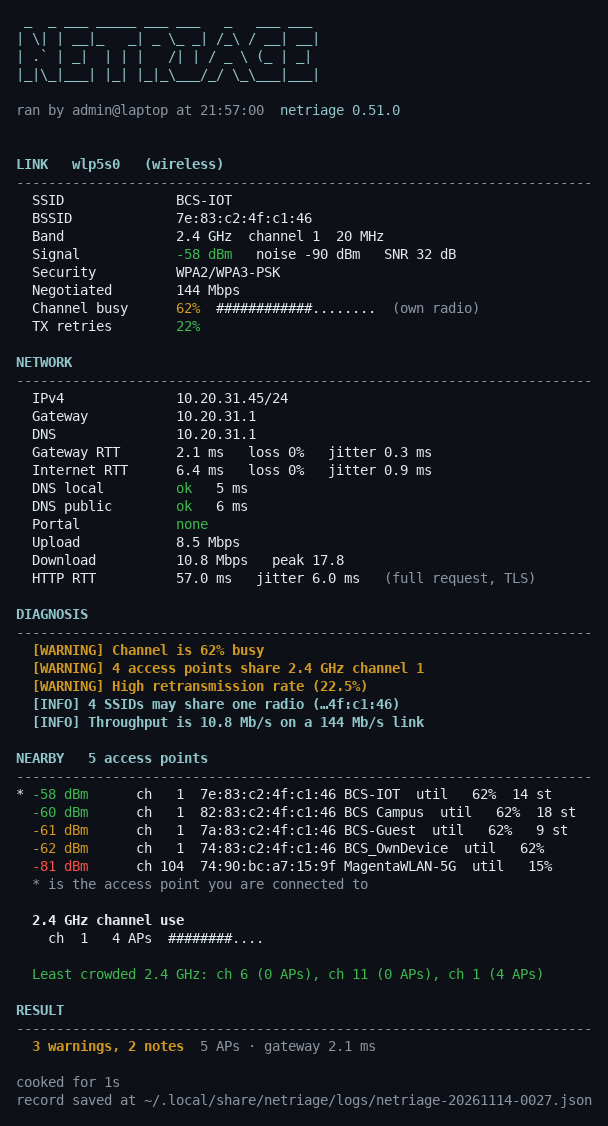 NETRIAGE
ran by admin@laptop at 21:57:00  netriage 0.51.0
LINK   wlp5s0   (wireless)
------------------------------------------------------------------------
SSID              BCS-IOT
BSSID             7e:83:c2:4f:c1:46
Band              2.4 GHz  channel 1  20 MHz
Signal            -58 dBm   noise -90 dBm   SNR 32 dB
Security          WPA2/WPA3-PSK
Negotiated        144 Mbps
Channel busy      62%  ############........  (own radio)
TX retries        22%
NETWORK
------------------------------------------------------------------------
IPv4              10.20.31.45/24
Gateway           10.20.31.1
DNS               10.20.31.1
Gateway RTT       2.1 ms   loss 0%   jitter 0.3 ms
Internet RTT      6.4 ms   loss 0%   jitter 0.9 ms
DNS local         ok   5 ms
DNS public        ok   6 ms
Portal            none
Upload            8.5 Mbps
Download          10.8 Mbps   peak 17.8
HTTP RTT          57.0 ms   jitter 6.0 ms   (full request, TLS)
DIAGNOSIS
------------------------------------------------------------------------
[WARNING] Channel is 62% busy
[WARNING] 4 access points share 2.4 GHz channel 1
[WARNING] High retransmission rate (22.5%)
[INFO] 4 SSIDs may share one radio (…4f:c1:46)
[INFO] Throughput is 10.8 Mb/s on a 144 Mb/s link
NEARBY   5 access points
------------------------------------------------------------------------
* -58 dBm      ch   1  7e:83:c2:4f:c1:46 BCS-IOT  util   62%  14 st
-60 dBm      ch   1  82:83:c2:4f:c1:46 BCS Campus  util   62%  18 st
-61 dBm      ch   1  7a:83:c2:4f:c1:46 BCS-Guest  util   62%   9 st
-62 dBm      ch   1  74:83:c2:4f:c1:46 BCS_OwnDevice  util   62%
-81 dBm      ch 104  74:90:bc:a7:15:9f MagentaWLAN-5G  util   15%
* is the access point you are connected to
2.4 GHz channel use
ch  1   4 APs  ########....
Least crowded 2.4 GHz: ch 6 (0 APs), ch 11 (0 APs), ch 1 (4 APs)
RESULT
------------------------------------------------------------------------
3 warnings, 2 notes  5 APs · gateway 2.1 ms
cooked for 1s
record saved at ~/.local/share/netriage/logs/netriage-20261114-0027.json